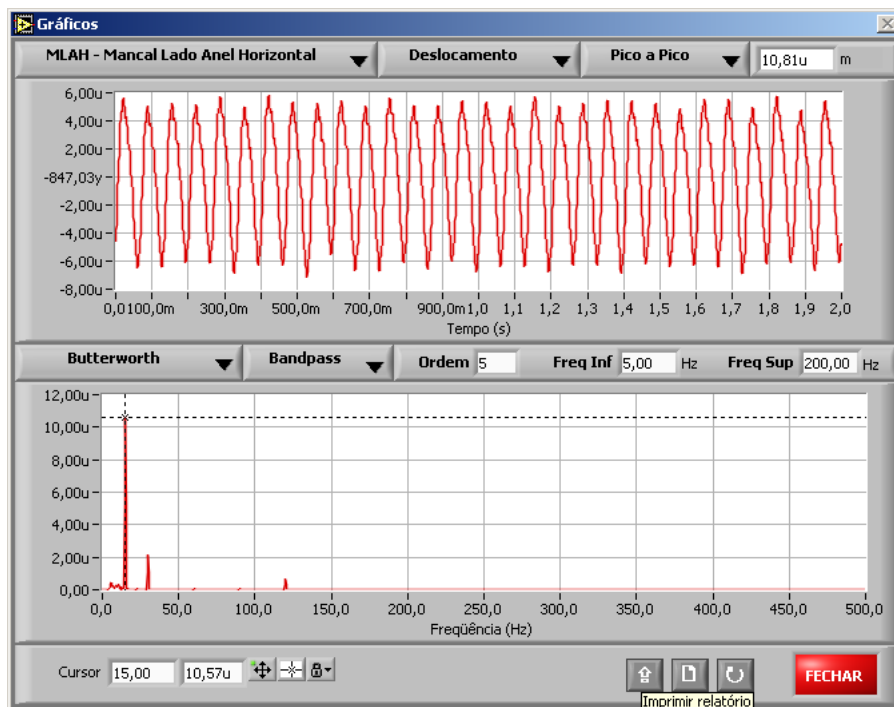 Gráficos
MLAH - Mancal Lado Anel Horizontal Deslocamento Pico a Pico 10,81u m
6,00u
4,00u
2,00u
-847,03y
-2,00u
-4,00u
-6,00u
-8,00u
0,0 100,0m 300,0m 500,0m 700,0m 900,0m 1,0 1,1 1,2 1,3 1,4 1,5 1,6 1,7 1,8 1,9 2,0
Tempo (s)
Butterworth Bandpass Ordem 5 Freq Inf 5,00 Hz Freq Sup 200,00 Hz
12,00u
10,00u
8,00u
6,00u
4,00u
2,00u
0,00
0,0 50,0 100,0 150,0 200,0 250,0 300,0 350,0 400,0 450,0 500,0
Freqüência (Hz)
Cursor 15,00 10,57u FECHAR
Imprimir relatório